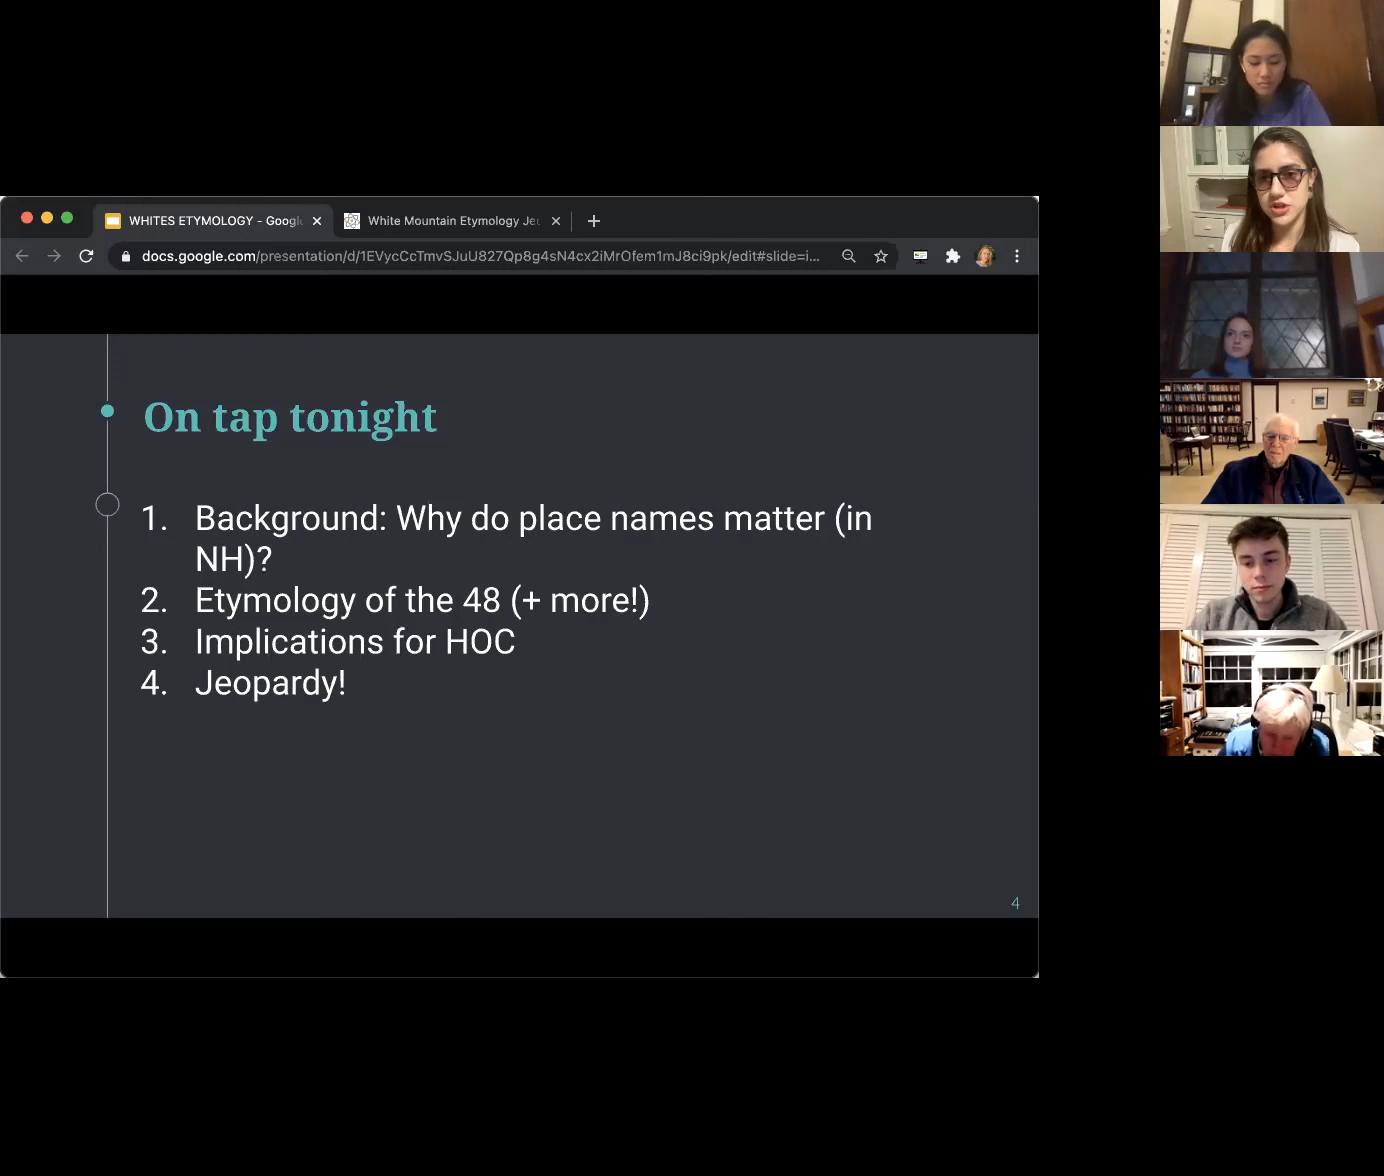 WHITES ETYMOLOGY - Google
White Mountain Etymology Je
docs.google.com/presentation/d/1EVycCcTmvSJuU827Qp8g4sN4cx2iMrOfem1mJ8ci9pk/edit#slide=i...
On tap tonight
1. Background: Why do place names matter (in
NH)?
2. Etymology of the 48 (+ more!)
3. Implications for HOC
4. Jeopardy!
4